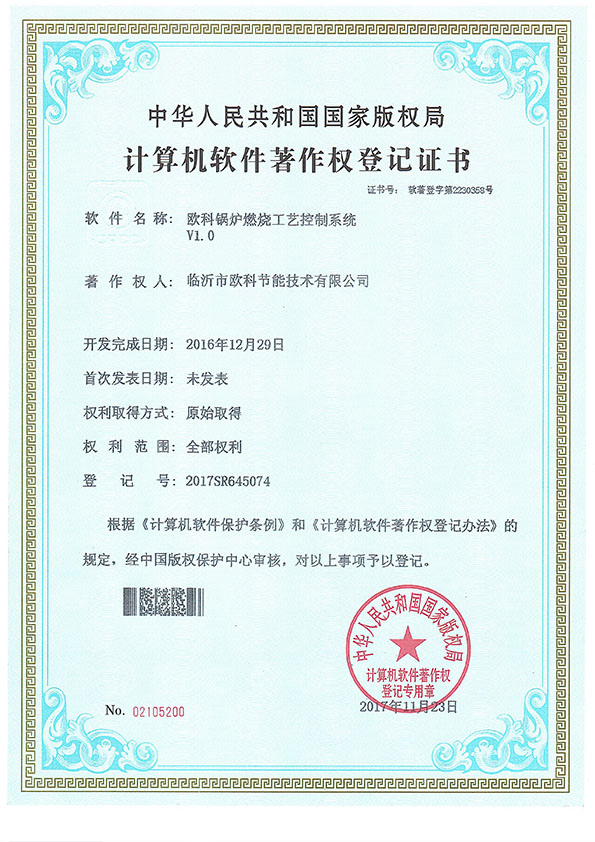 中华人民共和国国家版权局
计算机软件著作权登记证书
证书号： 软著登字第2230358号
软件名称： 欧科锅炉燃烧工艺控制系统
V1.0
著作权人： 临沂市欧科节能技术有限公司
开发完成日期： 2016年12月29日
首次发表日期： 未发表
权利取得方式： 原始取得
权利范围： 全部权利
登记号： 2017SR645074
根据《计算机软件保护条例》和《计算机软件著作权登记办法》的
规定，经中国版权保护中心审核，对以上事项予以登记。
中华人民共和国国家版权局
计算机软件著作权
登记专用章
No. 02105200
2017年11月23日